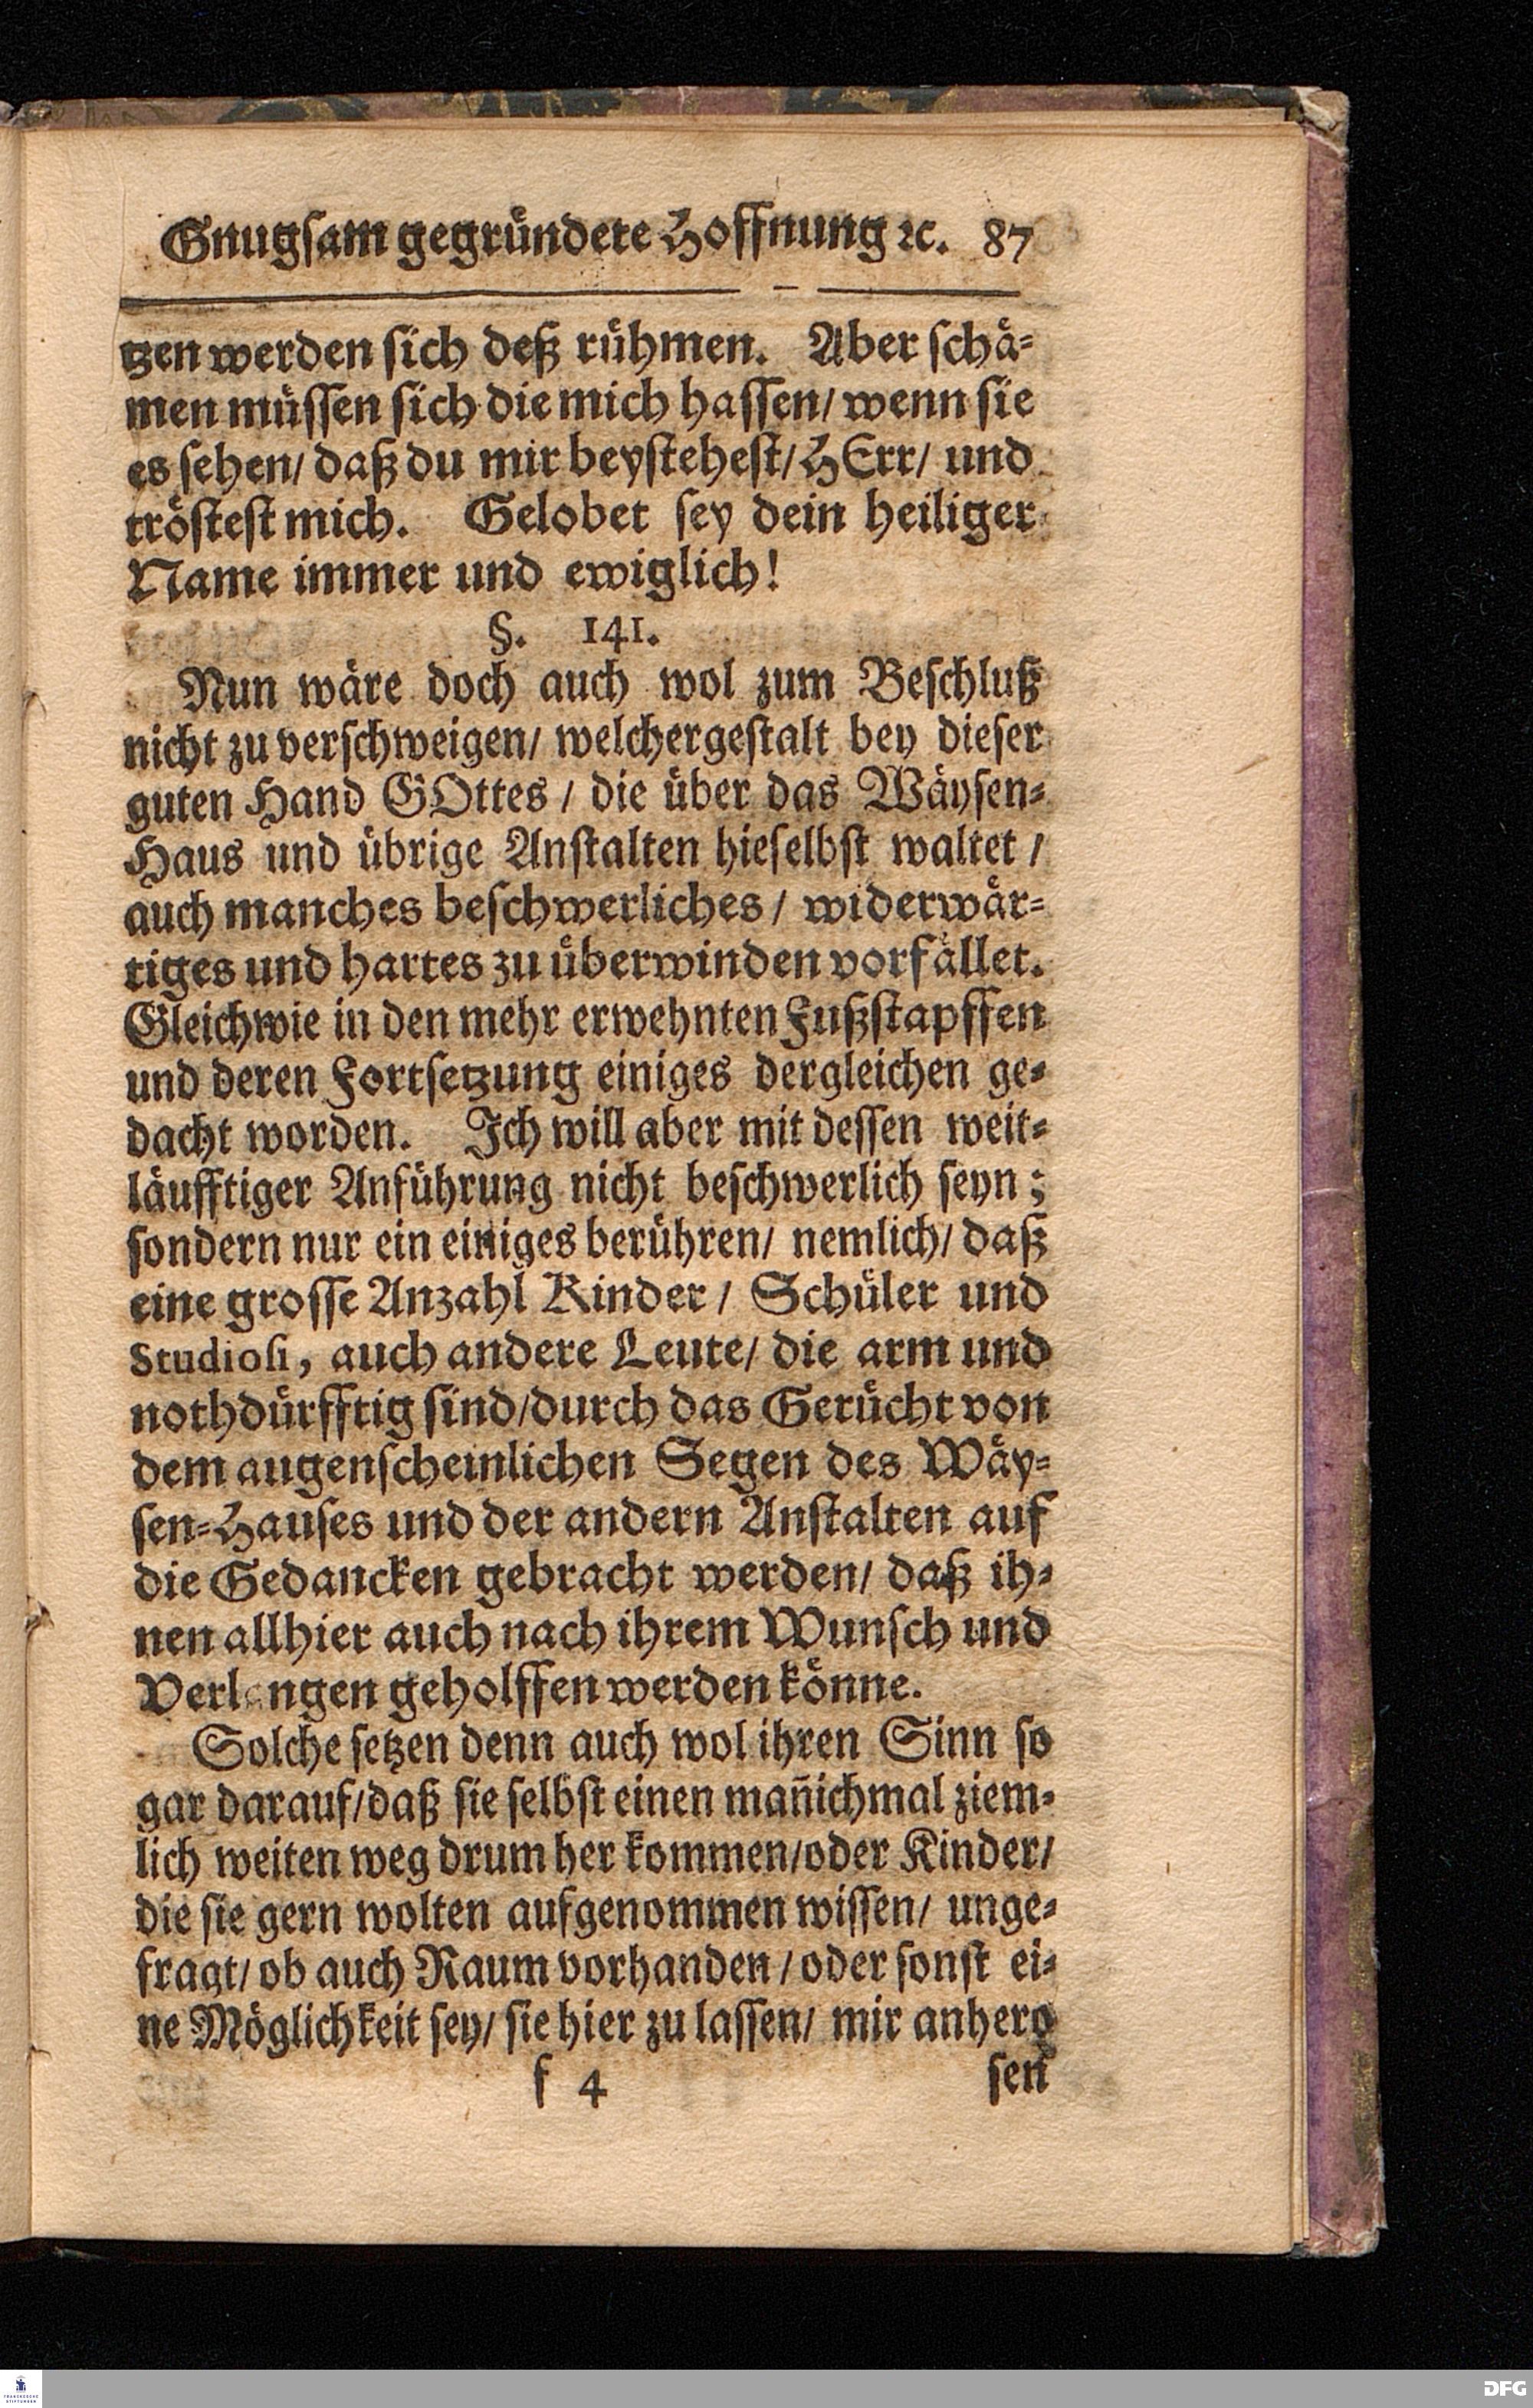 Gnugsam gegründete Hoffnung ꝛc. 87
tzen werden sich deß rühmen. Aber schä-
men müssen sich die mich hassen/ wenn sie
es sehen/ daß du mir beystehest/ HErr/ und
tröstest mich. Gelobet sey dein heiliger
Name immer und ewiglich!
§. 141.
Nun wäre doch auch wol zum Beschluß
nicht zu verschweigen/ welchergestalt bey dieser
guten Hand GOttes / die über das Wäysen-
Haus und übrige Anstalten hieselbst waltet /
auch manches beschwerliches / widerwär-
tiges und hartes zu überwinden vorfället.
Gleichwie in den mehr erwehnten Fußstapffen
und deren Fortsetzung einiges dergleichen ge-
dacht worden. Ich will aber mit dessen weit-
läufftiger Anführung nicht beschwerlich seyn;
sondern nur ein einiges berühren/ nemlich/ daß
eine grosse Anzahl Kinder / Schüler und
Studiosi, auch andere Leute/ die arm und
nothdürfftig sind/durch das Gerücht von
dem augenscheinlichen Segen des Wäy-
sen-Hauses und der andern Anstalten auf
die Gedancken gebracht werden/ daß ih-
nen allhier auch nach ihrem Wunsch und
Verlangen geholffen werden könne.
Solche setzen denn auch wol ihren Sinn so
gar darauf/daß sie selbst einen mañichmal ziem-
lich weiten weg drum her kommen/oder Kinder/
die sie gern wolten aufgenommen wissen/ unge-
fragt/ ob auch Raum vorhanden / oder sonst ei-
ne Möglichkeit sey/ sie hier zu lassen/ mir anhero
f 4 sen
FRANCKESCHE STIFTUNGEN
DFG